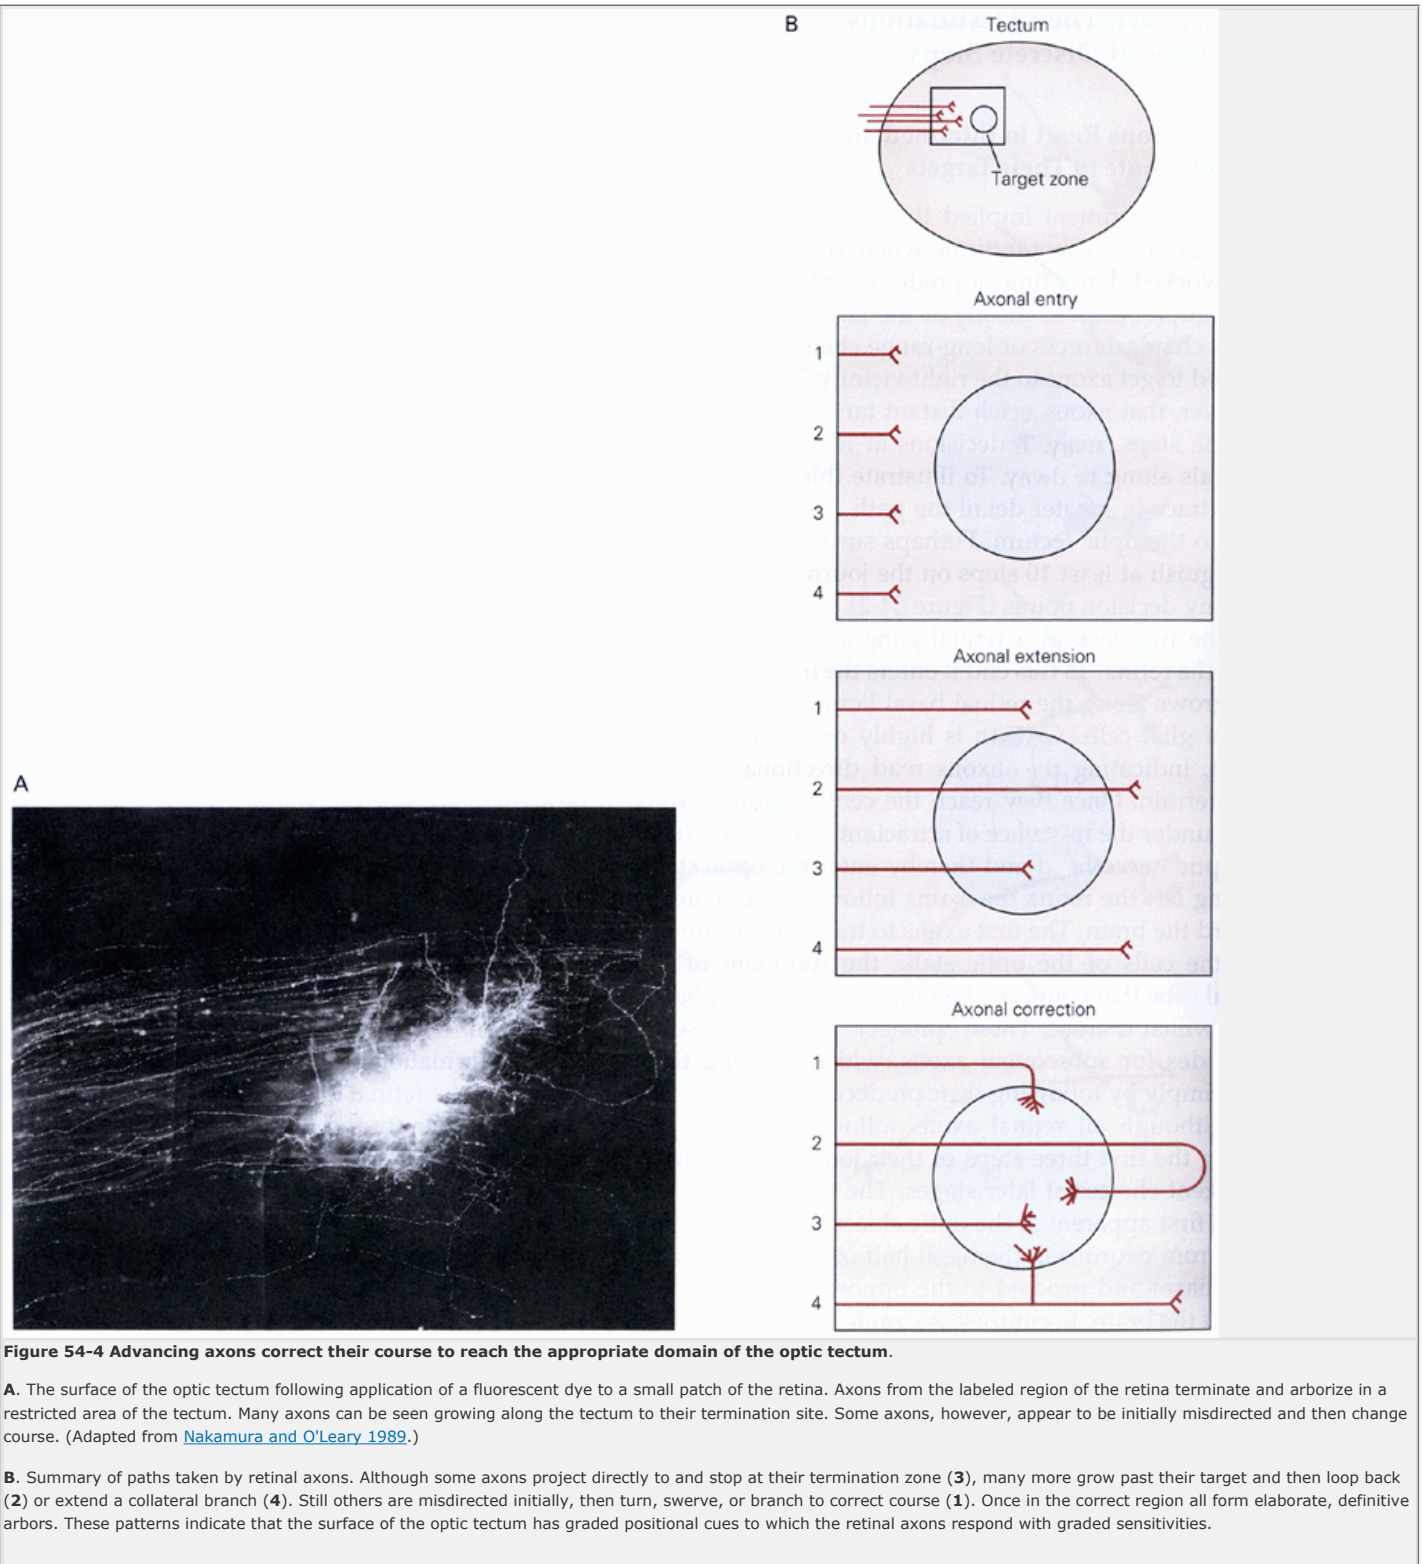 B
Tectum
Target zone
Axonal entry
1
2
3
4
Axonal extension
1
2
3
4
Axonal correction
1
2
3
4
A
Figure 54-4 Advancing axons correct their course to reach the appropriate domain of the optic tectum.
A. The surface of the optic tectum following application of a fluorescent dye to a small patch of the retina. Axons from the labeled region of the retina terminate and arborize in a
restricted area of the tectum. Many axons can be seen growing along the tectum to their termination site. Some axons, however, appear to be initially misdirected and then change
course. (Adapted from Nakamura and O'Leary 1989.)
B. Summary of paths taken by retinal axons. Although some axons project directly to and stop at their termination zone (3), many more grow past their target and then loop back
(2) or extend a collateral branch (4). Still others are misdirected initially, then turn, swerve, or branch to correct course (1). Once in the correct region all form elaborate, definitive
arbors. These patterns indicate that the surface of the optic tectum has graded positional cues to which the retinal axons respond with graded sensitivities.